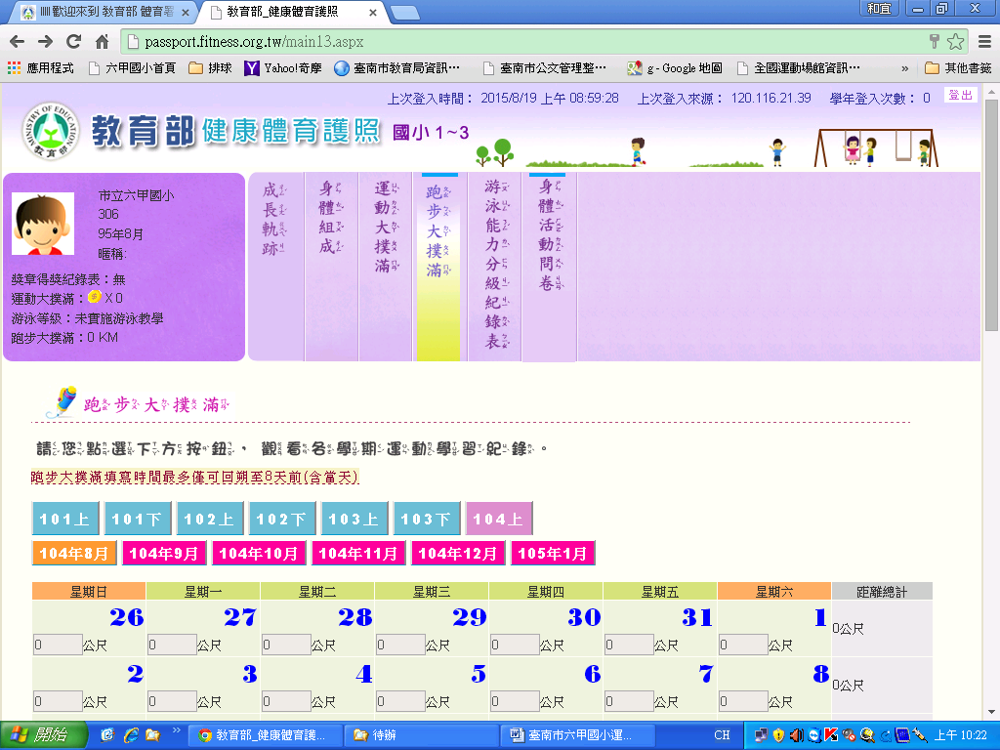 歡迎來到 教育部 體育署
教育部_健康體育護照
和宜
passport.fitness.org.tw/main13.aspx
應用程式 六甲國小首頁 排球 Yahoo!奇摩 臺南市教育局資訊… 臺南市公交管理整… g - Google 地圖 全國運動場館資訊… » 其他書籤
上次登入時間： 2015/8/19 上午 08:59:28 上次登入來源： 120.116.21.39 學年登入次數： 0 登出
MINISTRY OF EDUCATION 教育部
教育部 健康體育護照 國小 1~3
市立六甲國小
306
95年8月
暱稱:
獎章得獎紀錄表：無
運動大撲滿： X 0
游泳等級：未實施游泳教學
跑步大撲滿：0 KM
成長軌跡
身體組成
運動大撲滿
跑步大撲滿
游泳能力分級紀錄表
身體活動問卷
跑步大撲滿
請您點選下方按鈕， 觀看各學期運動學習紀錄。
跑步大撲滿填寫時間最多僅可回朔至8天前(含當天)
101上 101下 102上 102下 103上 103下 104上
104年8月 104年9月 104年10月 104年11月 104年12月 105年1月
星期日 星期一 星期二 星期三 星期四 星期五 星期六 距離總計
26 27 28 29 30 31 1
0 公尺 0 公尺 0 公尺 0 公尺 0 公尺 0 公尺 0 公尺 0公尺
2 3 4 5 6 7 8
0 公尺 0 公尺 0 公尺 0 公尺 0 公尺 0 公尺 0 公尺 0公尺
開始 » 教育部_健康體育護... 待辦 臺南市六甲國小運... CH 上午 10:22